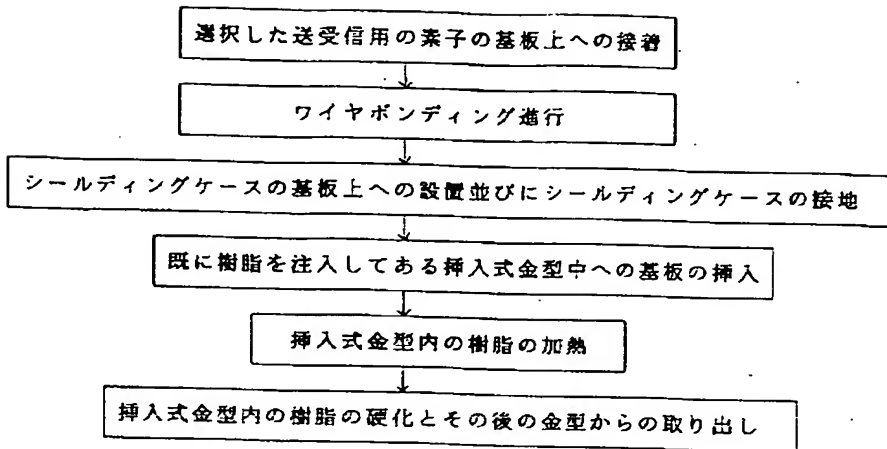 選択した送受信用の素子の基板上への接着
ワイヤボンディング進行
シールディングケースの基板上への設置並びにシールディングケースの接地
既に樹脂を注入してある挿入式金型中への基板の挿入
挿入式金型内の樹脂の加熱
挿入式金型内の樹脂の硬化とその後の金型からの取り出し